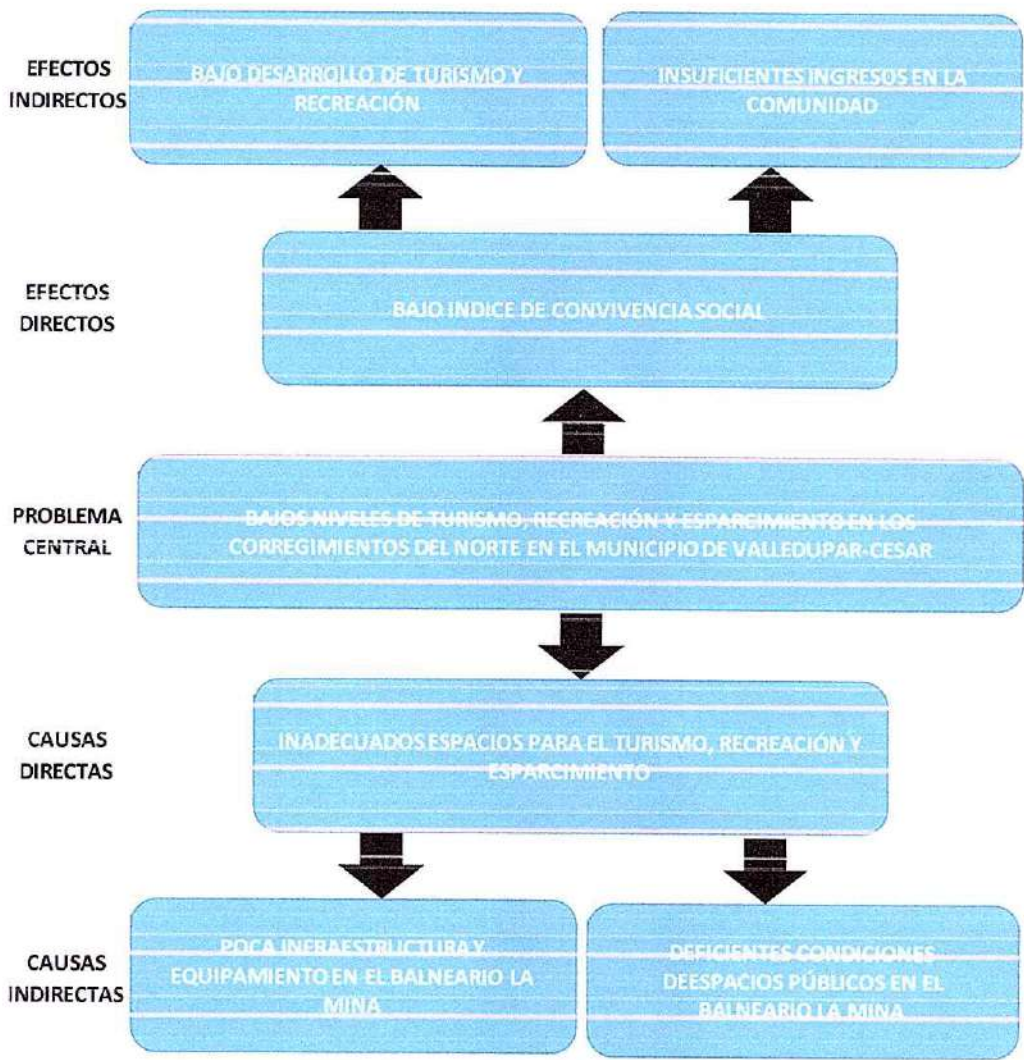 EFECTOS
INDIRECTOS
BAJO DESARROLLO DE TURISMO Y
RECREACIÓN
INSUFICIENTES INGRESOS EN LA
COMUNIDAD
EFECTOS
DIRECTOS
BAJO INDICE DE CONVIVENCIA SOCIAL
PROBLEMA
CENTRAL
BAJOS NIVELES DE TURISMO, RECREACIÓN Y ESPARCIMIENTO EN LOS
CORREGIMIENTOS DEL NORTE EN EL MUNICIPIO DE VALLEDUPAR-CESAR
CAUSAS
DIRECTAS
INADECUADOS ESPACIOS PARA EL TURISMO, RECREACIÓN Y
ESPARCIMIENTO
CAUSAS
INDIRECTAS
POCA INFRAESTRUCTURA Y
EQUIPAMIENTO EN EL BALNEARIO LA
MINA
DEFICIENTES CONDICIONES
DEESPACIOS PÚBLICOS EN EL
BALNEARIO LA MINA